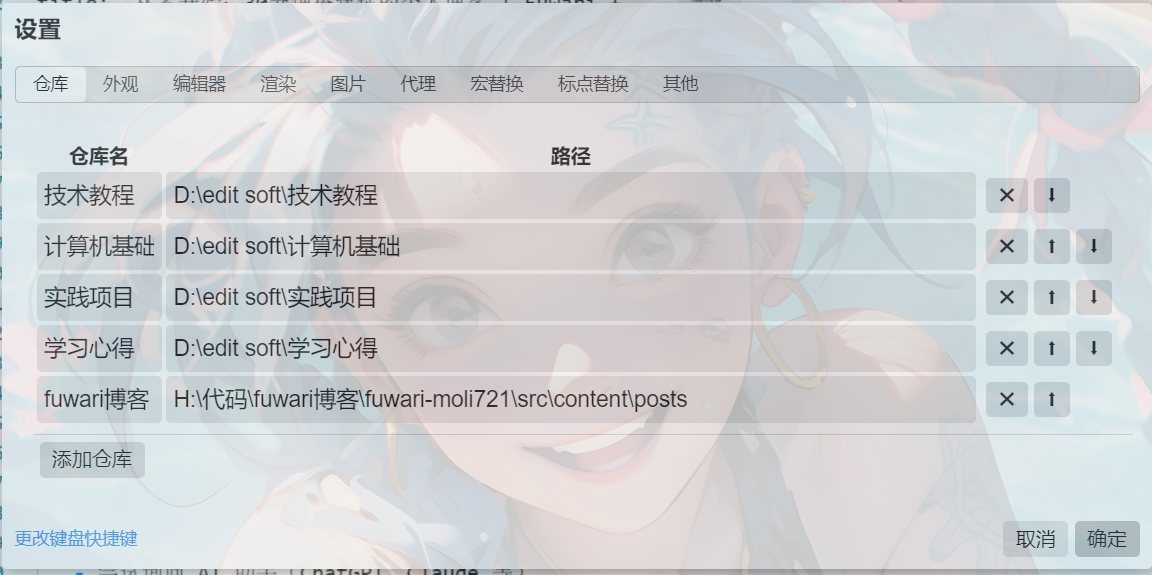 设置
仓库 外观 编辑器 渲染 图片 代理 宏替换 标点替换 其他
仓库名 路径
技术教程 D:\edit soft\技术教程 ✕ ⬇
计算机基础 D:\edit soft\计算机基础 ✕ ⬆ ⬇
实践项目 D:\edit soft\实践项目 ✕ ⬆ ⬇
学习心得 D:\edit soft\学习心得 ✕ ⬆ ⬇
fuwari博客 H:\代码\fuwari博客\fuwari-moli721\src\content\posts ✕ ⬆
添加仓库
更改键盘快捷键 取消 确定